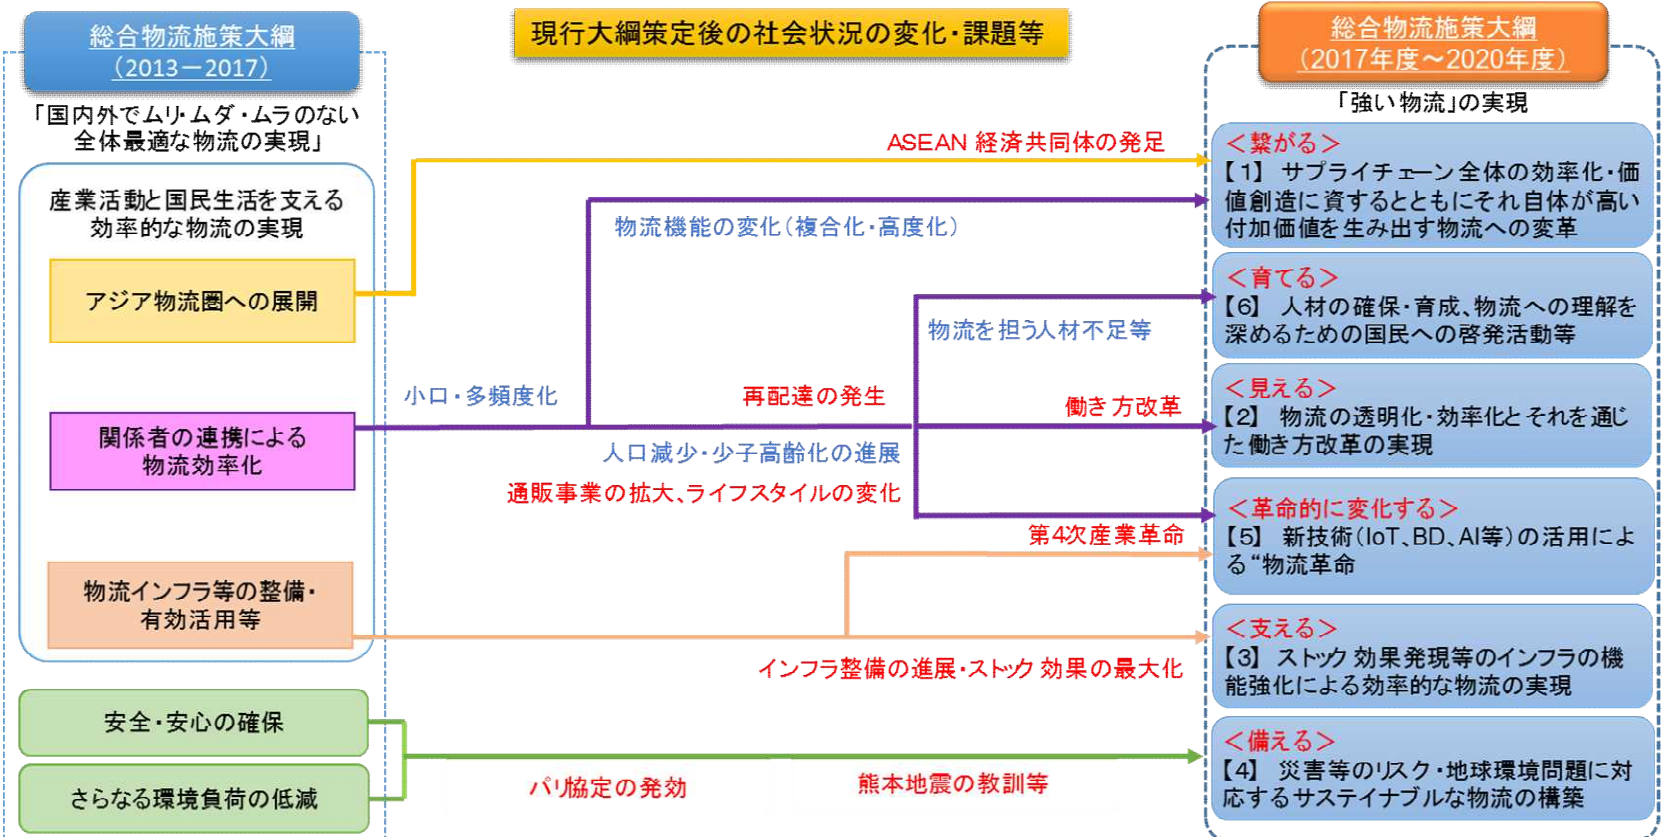 総合物流施策大綱
（2013－2017）
「国内外でムリ・ムダ・ムラのない
全体最適な物流の実現」
産業活動と国民生活を支える
効率的な物流の実現
アジア物流圏への展開
関係者の連携による
物流効率化
物流インフラ等の整備・
有効活用等
安全・安心の確保
さらなる環境負荷の低減
現行大綱策定後の社会状況の変化・課題等
ASEAN 経済共同体の発足
物流機能の変化（複合化・高度化）
物流を担う人材不足等
小口・多頻度化
再配達の発生
働き方改革
人口減少・少子高齢化の進展
通販事業の拡大、ライフスタイルの変化
第4次産業革命
インフラ整備の進展・ストック効果の最大化
パリ協定の発効
熊本地震の教訓等
総合物流施策大綱
（2017年度～2020年度）
「強い物流」の実現
＜繋がる＞
【1】 サプライチェーン全体の効率化・価
値創造に資するとともにそれ自体が高い
付加価値を生み出す物流への変革
＜育てる＞
【6】 人材の確保・育成、物流への理解を
深めるための国民への啓発活動等
＜見える＞
【2】 物流の透明化・効率化とそれを通じ
た働き方改革の実現
＜革命的に変化する＞
【5】 新技術（IoT、BD、AI等）の活用によ
る“物流革命
＜支える＞
【3】 ストック効果発現等のインフラの機
能強化による効率的な物流の実現
＜備える＞
【4】 災害等のリスク・地球環境問題に対
応するサステイナブルな物流の構築